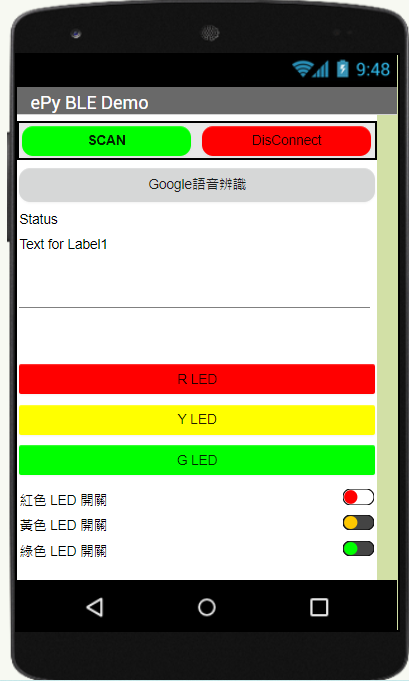 9:48
ePy BLE Demo
SCAN
DisConnect
Google語音辨識
Status
Text for Label1
R LED
Y LED
G LED
紅色 LED 開關
黃色 LED 開關
綠色 LED 開關